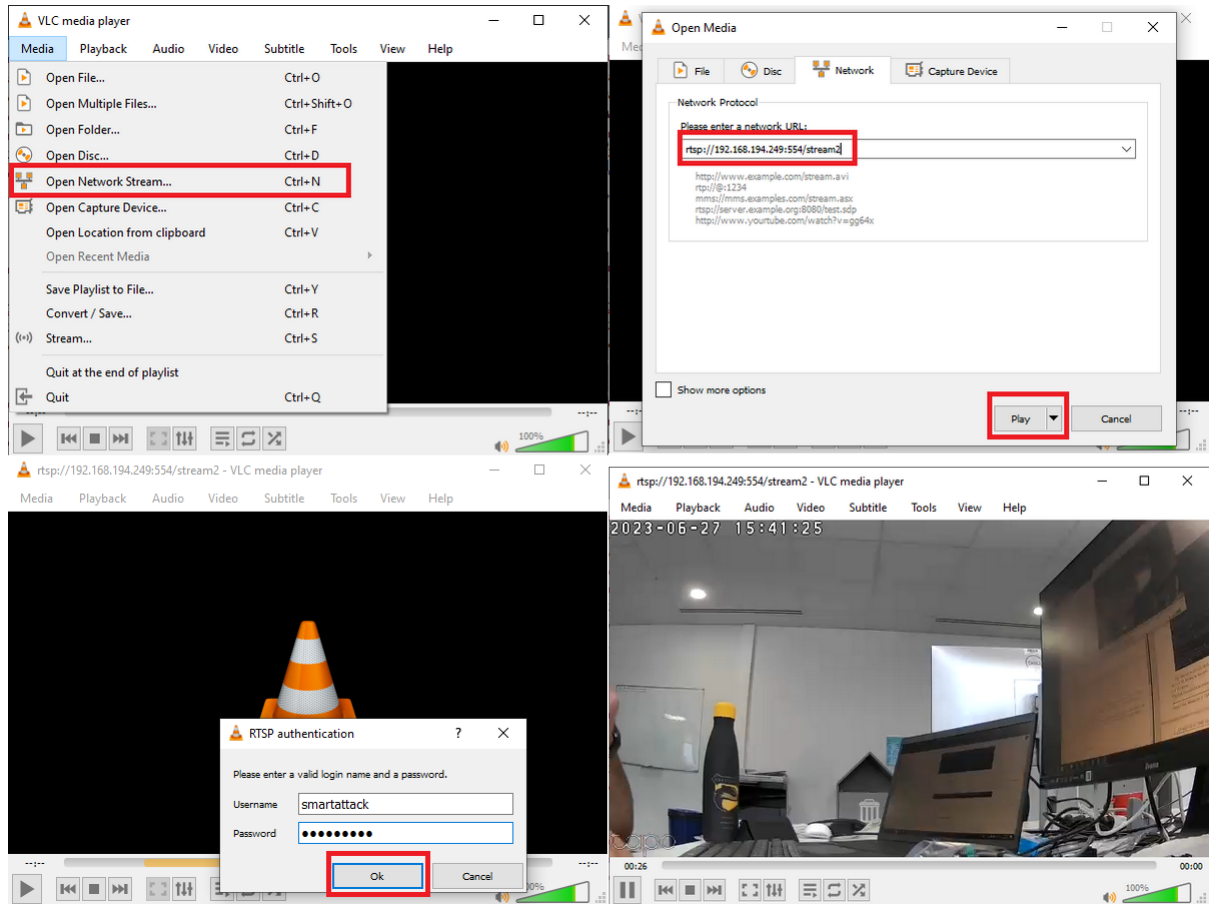 VLC media player
Media Playback Audio Video Subtitle Tools View Help
Open File... Ctrl+O
Open Multiple Files... Ctrl+Shift+O
Open Folder... Ctrl+F
Open Disc... Ctrl+D
Open Network Stream... Ctrl+N
Open Capture Device... Ctrl+C
Open Location from clipboard Ctrl+V
Open Recent Media
Save Playlist to File... Ctrl+Y
Convert / Save... Ctrl+R
Stream... Ctrl+S
Quit at the end of playlist
Quit Ctrl+Q
--:--
100%
Open Media
File Disc Network Capture Device
Network Protocol
Please enter a network URL:
rtsp://192.168.194.249:554/stream2
http://www.example.com/stream.avi
rtp://@:1234
mms://mms.examples.com/stream.asx
rtsp://server.example.org:8080/test.sdp
http://www.yourtube.com/watch?v=gg64x
Show more options
Play Cancel
--:--
rtsp://192.168.194.249:554/stream2 - VLC media player
Media Playback Audio Video Subtitle Tools View Help
RTSP authentication ?
Please enter a valid login name and a password.
Username smartattack
Password ●●●●●●●●●
Ok Cancel
--:-- --:--
rtsp://192.168.194.249:554/stream2 - VLC media player
Media Playback Audio Video Subtitle Tools View Help
2023-06-27 15:41:25
tapo
00:26 00:00
100%